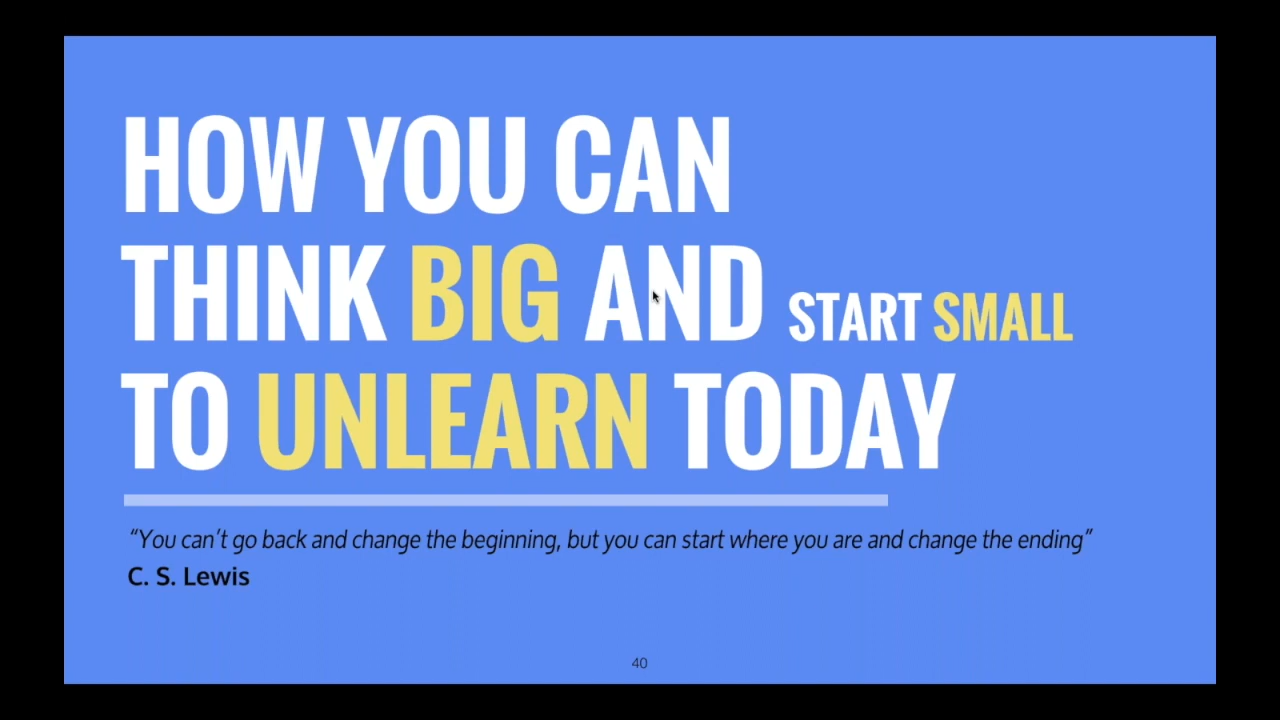 HOW YOU CAN
THINK BIG AND START SMALL
TO UNLEARN TODAY
“You can’t go back and change the beginning, but you can start where you are and change the ending”
C. S. Lewis
40